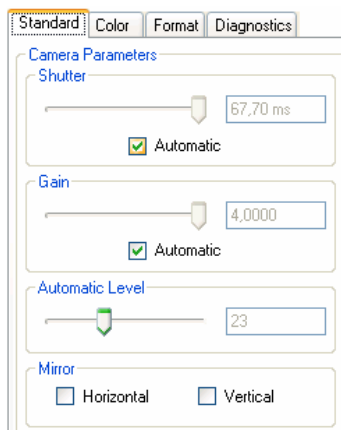 Standard Color Format Diagnostics
Camera Parameters
Shutter
67,70 ms
Automatic
Gain
4,0000
Automatic
Automatic Level
23
Mirror
Horizontal Vertical